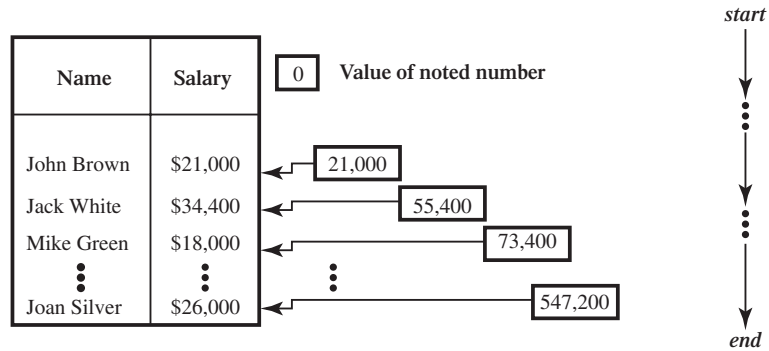 start
Name Salary 0 Value of noted number
John Brown $21,000 21,000
Jack White $34,400 55,400
Mike Green $18,000 73,400
Joan Silver $26,000 547,200
end